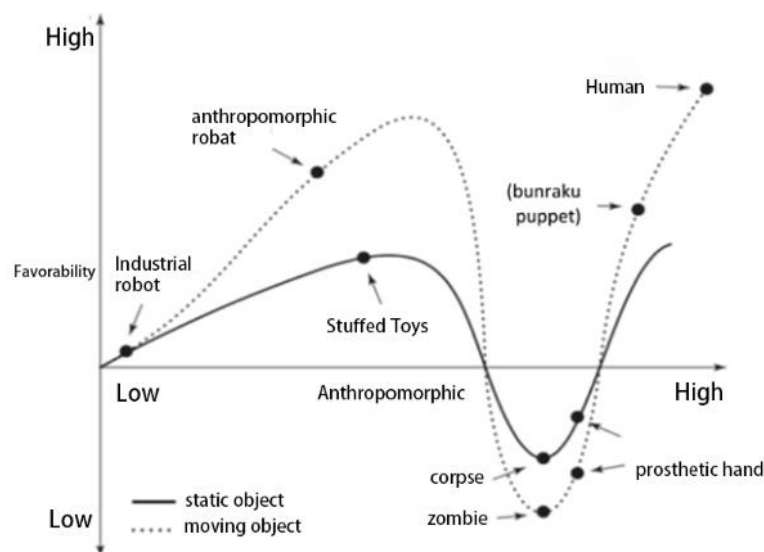 High
Human
anthropomorphic
robat
(bunraku
puppet)
Favorability
Industrial
robot
Stuffed Toys
Low
Anthropomorphic
High
corpse
prosthetic hand
static object
zombie
moving object
Low